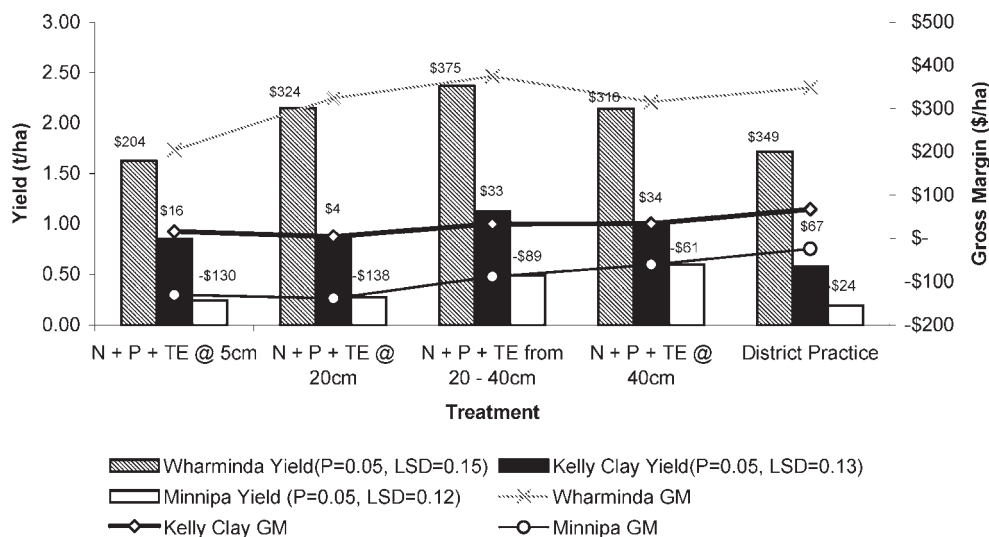 3.00
2.50
2.00
1.50
1.00
0.50
0.00
Yield (t/ha)
$500
$400
$300
$200
$100
$-
-$100
-$200
Gross Margin ($/ha)
$204
$324
$375
$316
$349
$16
$4
$33
$34
$67
-$130
-$138
-$89
-$61
-$24
N + P + TE @ 5cm
N + P + TE @
20cm
N + P + TE from
20 - 40cm
N + P + TE @
40cm
District Practice
Treatment
Wharminda Yield(P=0.05, LSD=0.15)
Kelly Clay Yield(P=0.05, LSD=0.13)
Minnipa Yield (P=0.05, LSD=0.12)
Wharminda GM
Kelly Clay GM
Minnipa GM